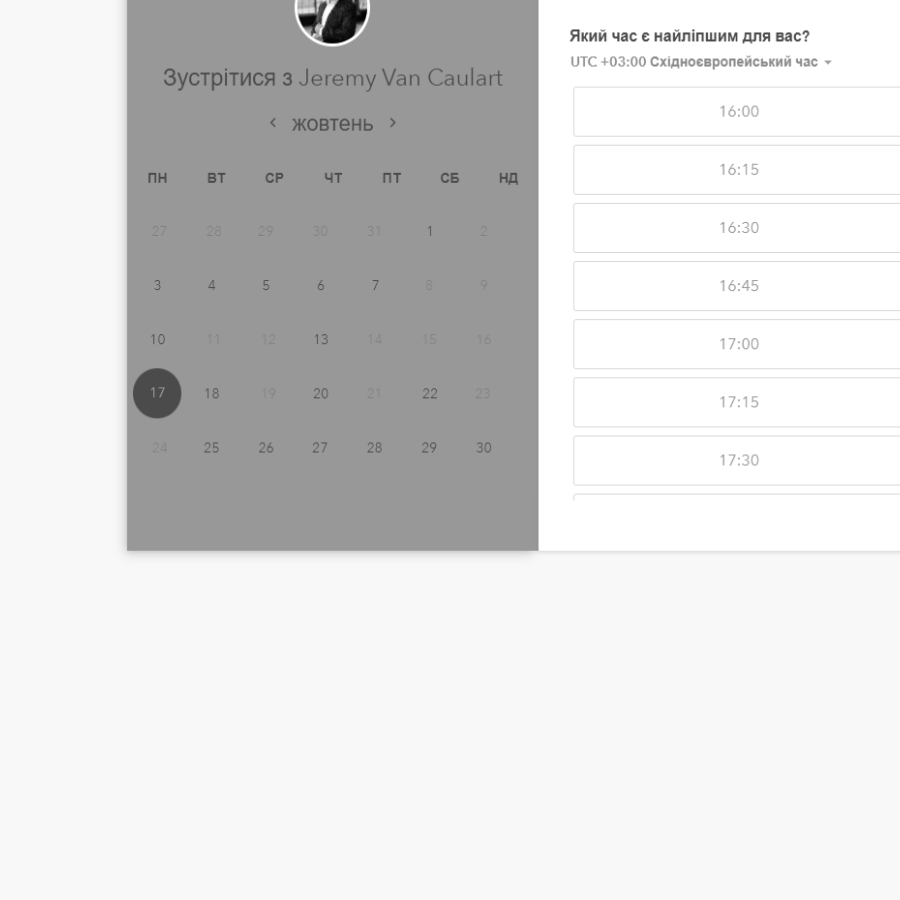 Зустрітися з Jeremy Van Caulart
жовтень
ПН ВТ СР ЧТ ПТ СБ НД
27 28 29 30 31 1 2
3 4 5 6 7 8 9
10 11 12 13 14 15 16
17 18 19 20 21 22 23
24 25 26 27 28 29 30
Який час є найліпшим для вас?
UTC +03:00 Східноєвропейський час
16:00
16:15
16:30
16:45
17:00
17:15
17:30